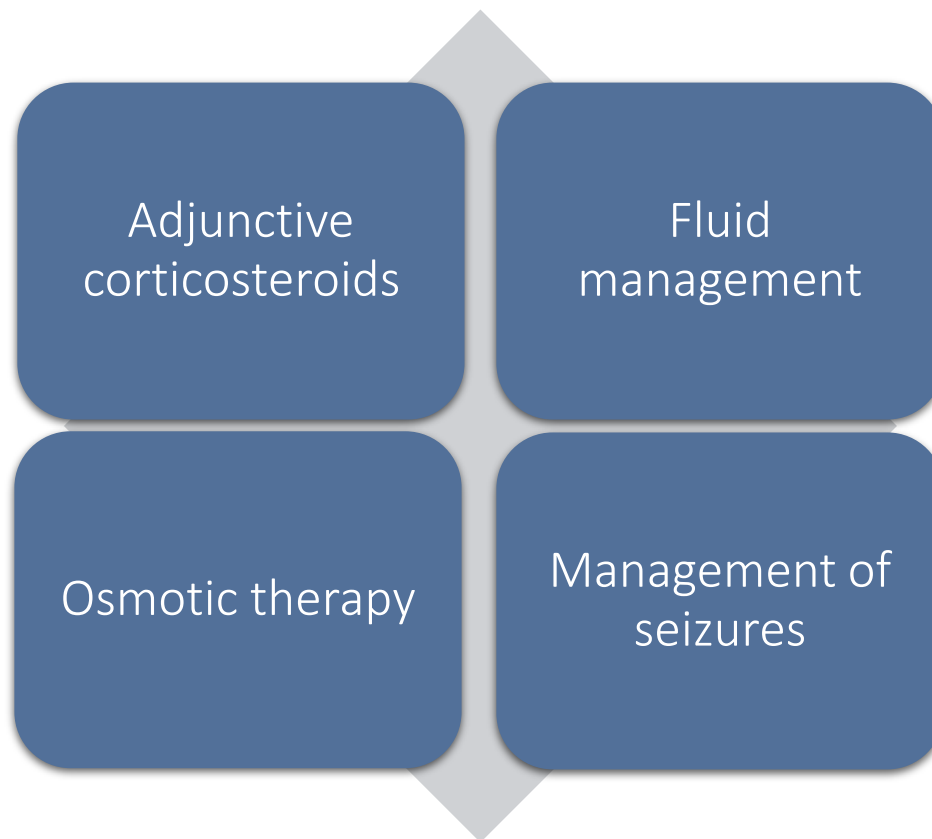 Adjunctive
corticosteroids
Fluid
management
Osmotic therapy
Management of
seizures